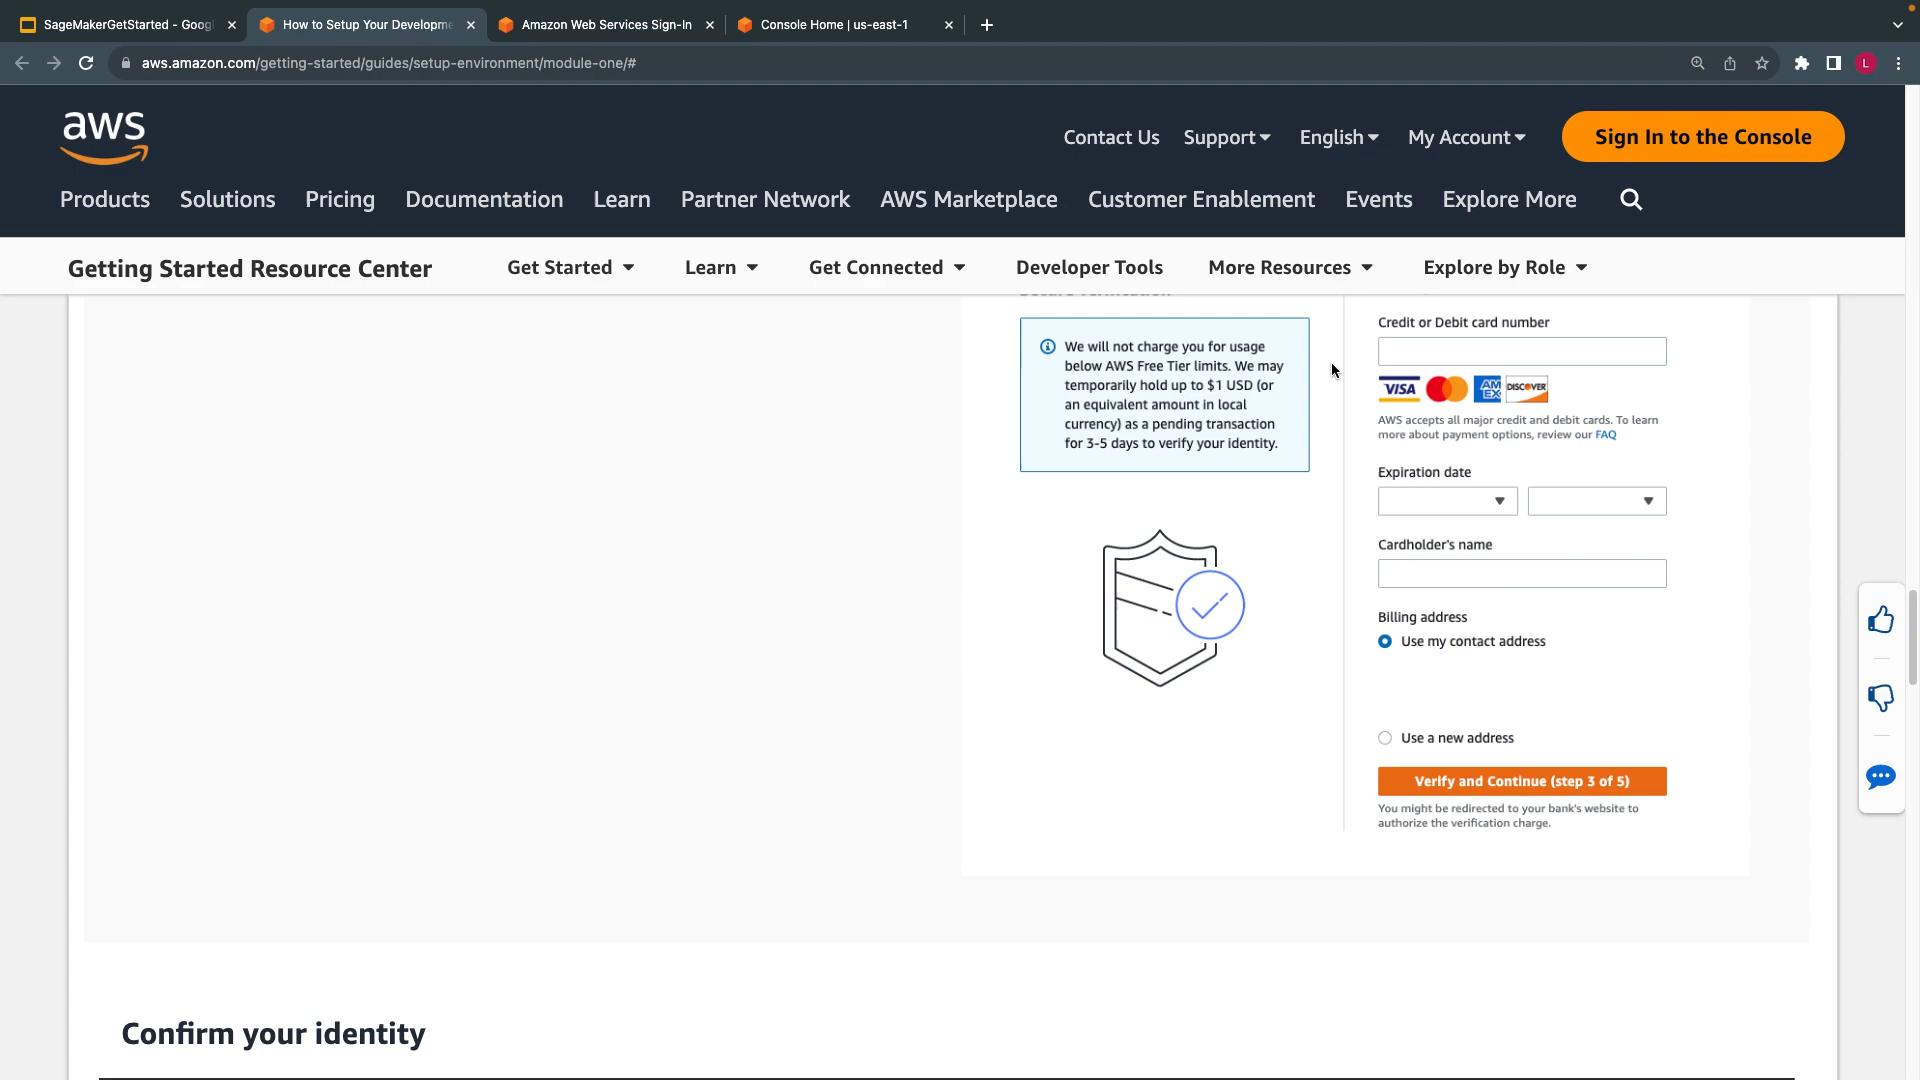 SageMakerGetStarted - Goog
How to Setup Your Developme
Amazon Web Services Sign-In
Console Home | us-east-1
aws.amazon.com/getting-started/guides/setup-environment/module-one/#
L
aws
Contact Us
Support
English
My Account
Sign In to the Console
Products
Solutions
Pricing
Documentation
Learn
Partner Network
AWS Marketplace
Customer Enablement
Events
Explore More
Getting Started Resource Center
Get Started
Learn
Get Connected
Developer Tools
More Resources
Explore by Role
We will not charge you for usage
below AWS Free Tier limits. We may
temporarily hold up to $1 USD (or
an equivalent amount in local
currency) as a pending transaction
for 3-5 days to verify your identity.
Credit or Debit card number
VISA
AM
EX
DISCOVER
AWS accepts all major credit and debit cards. To learn
more about payment options, review our FAQ
Expiration date
Cardholder's name
Billing address
Use my contact address
Use a new address
Verify and Continue (step 3 of 5)
You might be redirected to your bank's website to
authorize the verification charge.
Confirm your identity